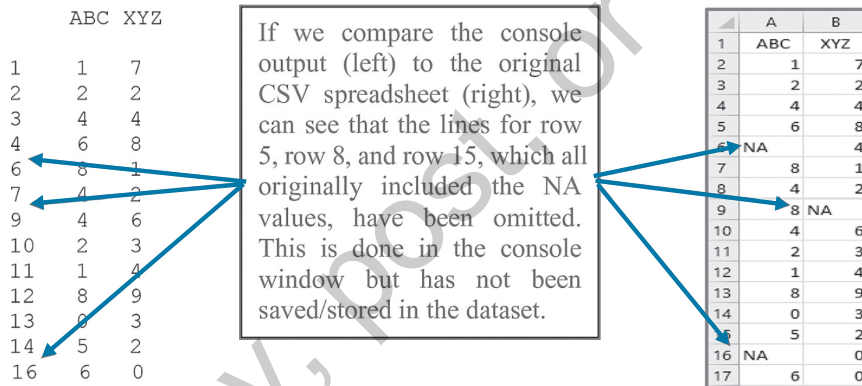 ABC XYZ
1 1 7
2 2 2
3 4 4
4 6 8
6 8 1
7 4 2
9 4 6
10 2 3
11 1 4
12 8 9
13 0 3
14 5 2
16 6 0
If we compare the console
output (left) to the original
CSV spreadsheet (right), we
can see that the lines for row
5, row 8, and row 15, which all
originally included the NA
values, have been omitted.
This is done in the console
window but has not been
saved/stored in the dataset.
A B
1 ABC XYZ
2 1 7
3 2 2
4 4 4
5 6 8
6 NA 4
7 8 1
8 4 2
9 8 NA
10 4 6
11 2 3
12 1 4
13 8 9
14 0 3
15 5 2
16 NA 0
17 6 0
y, post, or